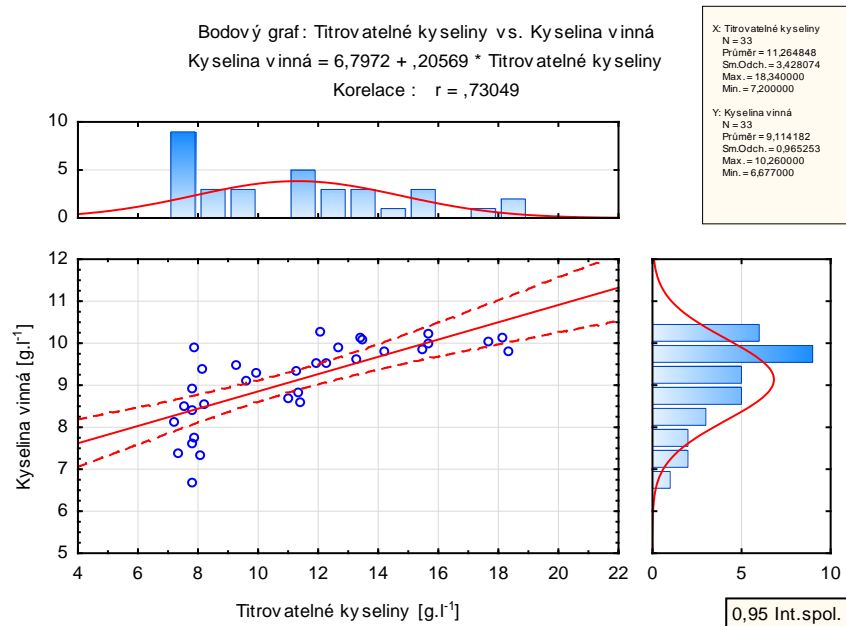 Bodový graf: Titrovatelné kyseliny vs. Kyselina vinná
Kyselina vinná = 6,7972 + ,20569 * Titrovatelné kyseliny
Korelace : r = ,73049
X: Titrovatelné kyseliny
N = 33
Průměr = 11,264848
Sm.Odch. = 3,428074
Max. = 18,340000
Min. = 7,200000
Y: Kyselina vinná
N = 33
Průměr = 9,114182
Sm.Odch. = 0,965253
Max. = 10,260000
Min. = 6,677000
10
5
0
12
11
10
9
8
7
6
5
Kyselina vinná [g.l⁻¹]
4 6 8 10 12 14 16 18 20 22
Titrovatelné kyseliny [g.l⁻¹]
0 5 10
0,95 Int.spol.